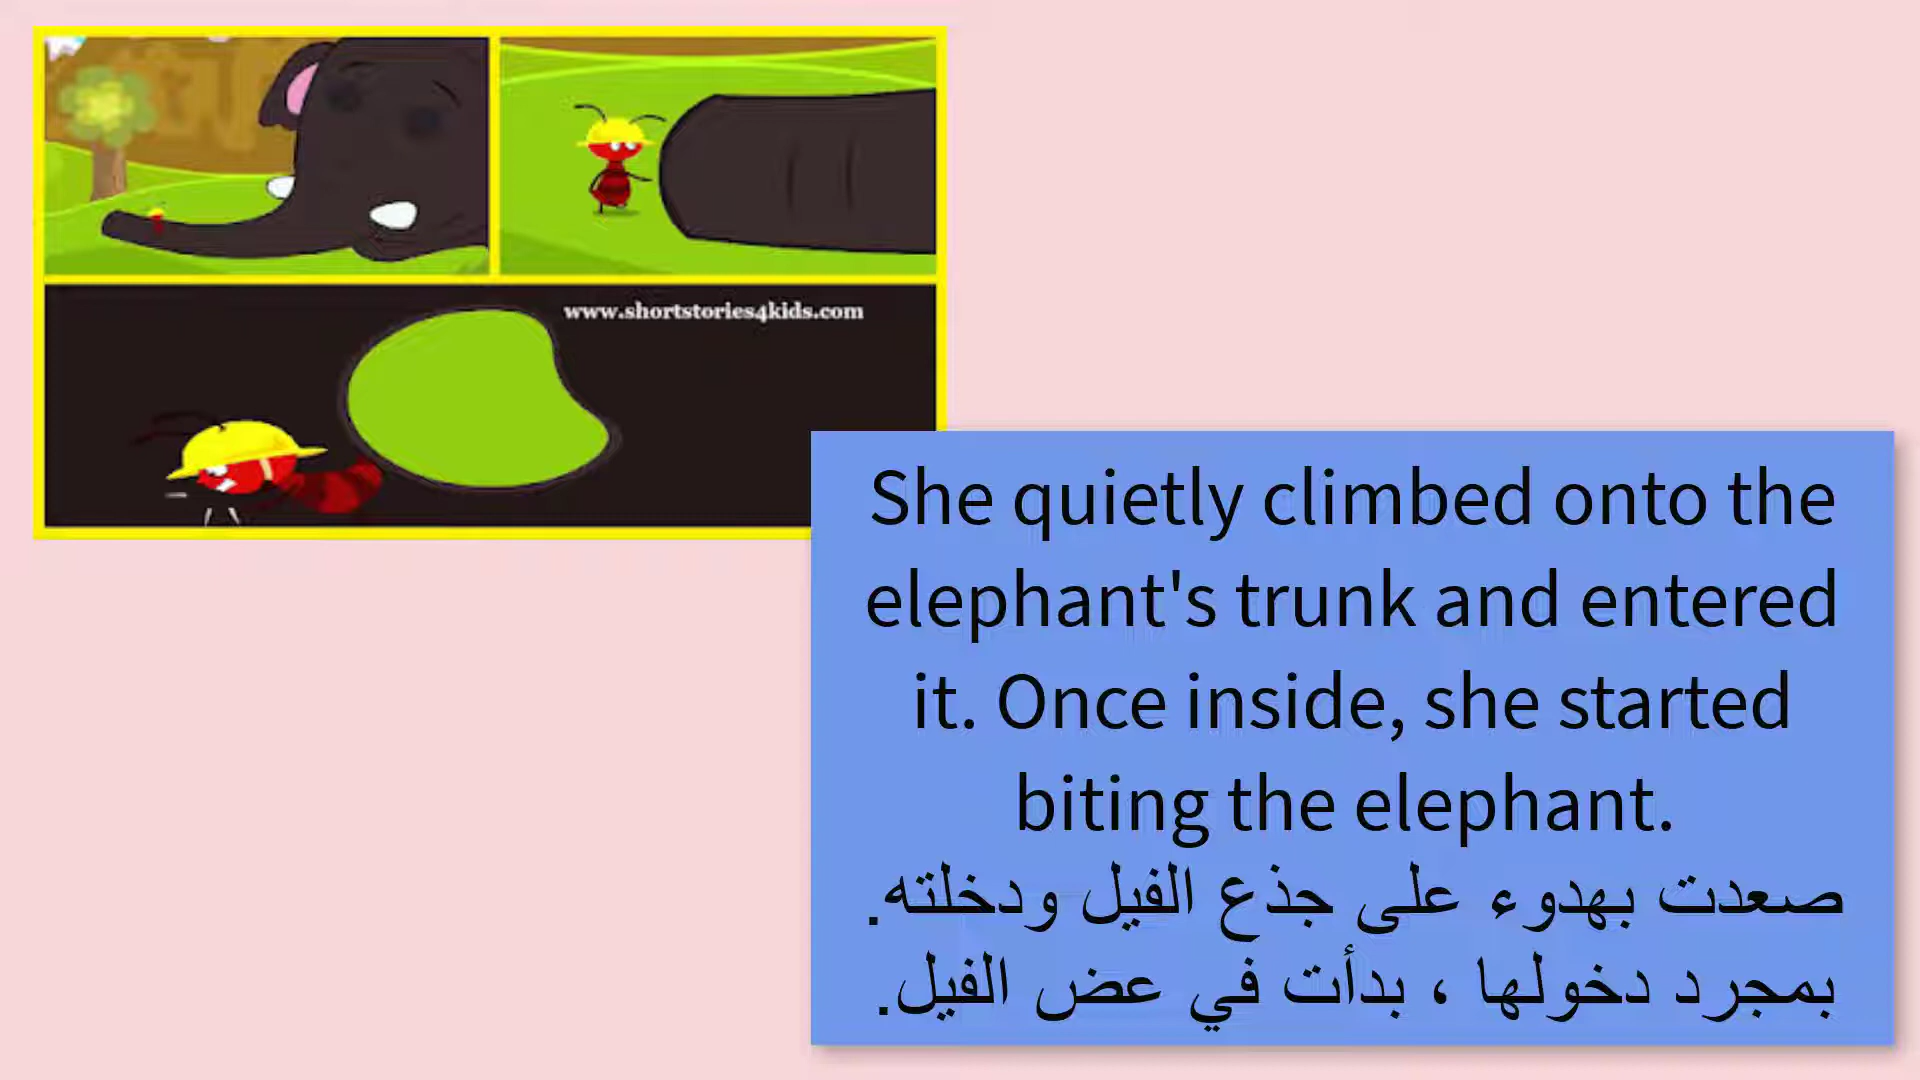 www.shortstories4kids.com
She quietly climbed onto the
elephant's trunk and entered
it. Once inside, she started
biting the elephant.
صعدت بهدوء على جذع الفيل ودخلته.
بمجرد دخولها ، بدأت في عض الفيل.